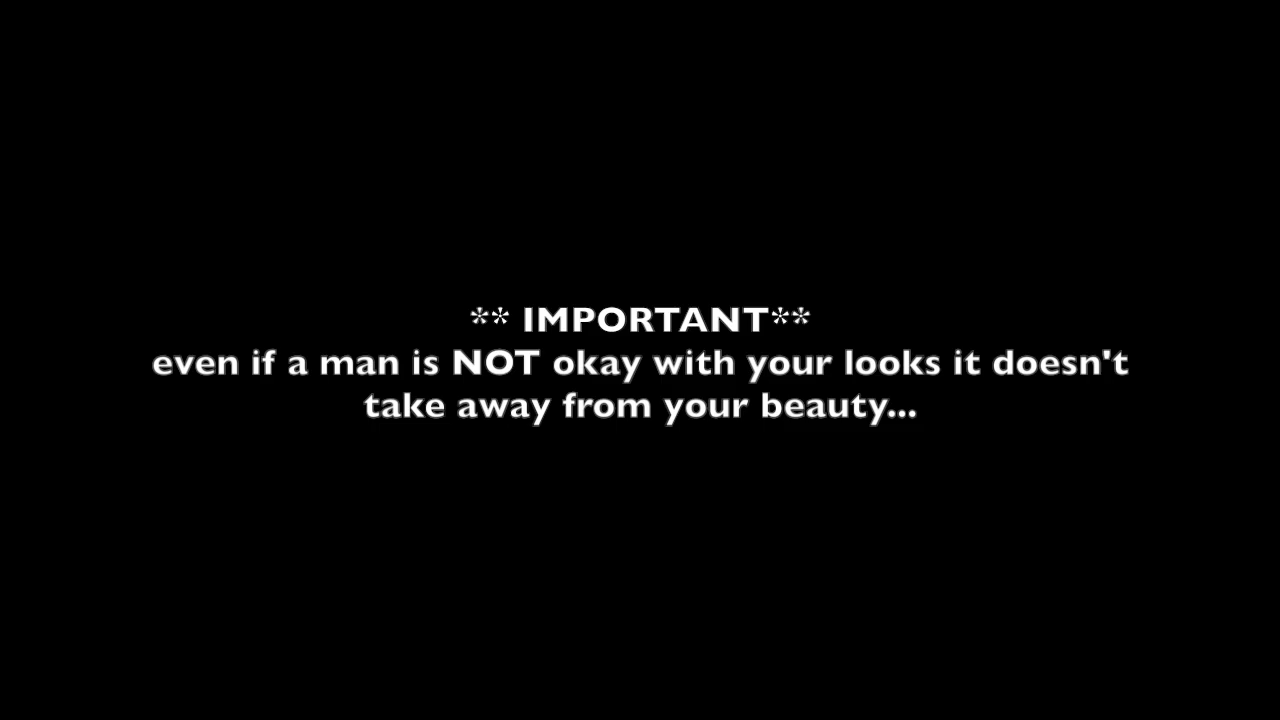 ** IMPORTANT**
even if a man is NOT okay with your looks it doesn't
take away from your beauty...